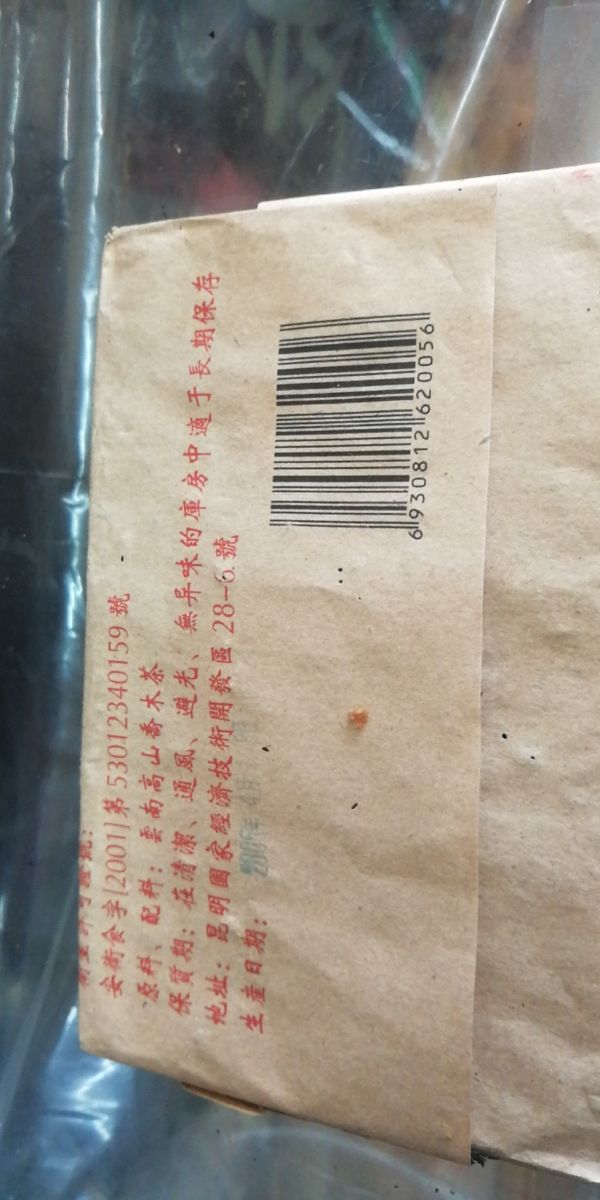 衛生許可證號：
安衛食字[2001]第53012340159號
原料、配料：雲南高山喬木茶
保質期：在清潔、通風、避光、無异味的庫房中適于長期保存
地址：昆明國家經濟技術開發區28-6號
生産日期：
6930812620056